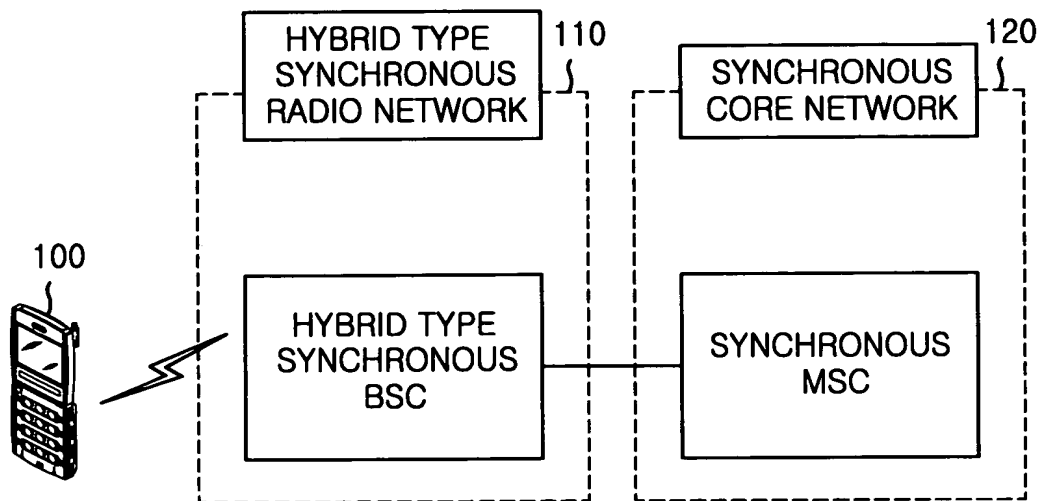 HYBRID TYPE
SYNCHRONOUS
RADIO NETWORK
110
SYNCHRONOUS
CORE NETWORK
120
100
HYBRID TYPE
SYNCHRONOUS
BSC
SYNCHRONOUS
MSC